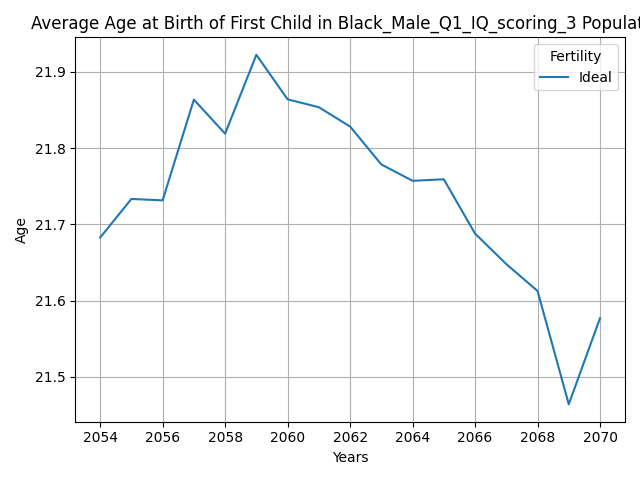 Average Age at Birth of First Child in Black_Male_Q1_IQ_scoring_3 Populat
Fertility
Ideal
21.9
21.8
21.7
21.6
21.5
Age
2054 2056 2058 2060 2062 2064 2066 2068 2070
Years